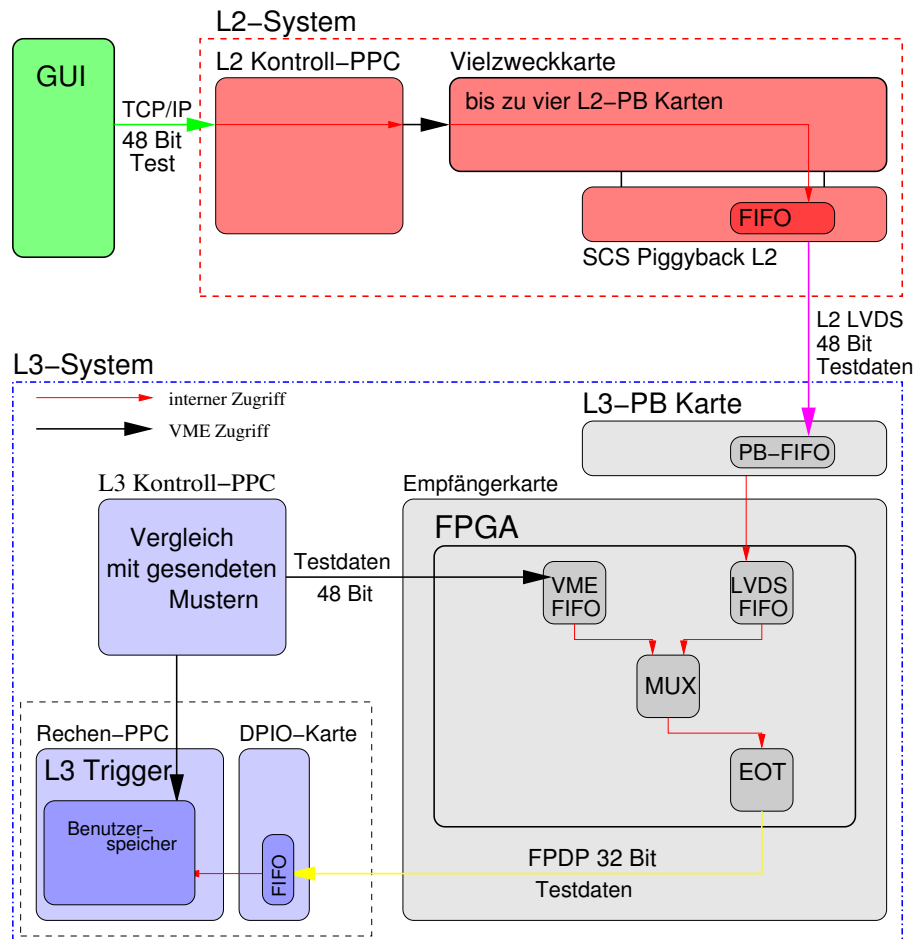 L2–System
GUI
TCP/IP
48 Bit
Test
L2 Kontroll–PPC
Vielzweckkarte
bis zu vier L2–PB Karten
FIFO
SCS Piggyback L2
L2 LVDS
48 Bit
Testdaten
L3–System
interner Zugriff
VME Zugriff
L3–PB Karte
PB–FIFO
L3 Kontroll–PPC
Vergleich
mit gesendeten
Mustern
Testdaten
48 Bit
Empfängerkarte
FPGA
VME
FIFO
LVDS
FIFO
MUX
EOT
Rechen–PPC
L3 Trigger
Benutzer–
speicher
DPIO–Karte
FIFO
FPDP 32 Bit
Testdaten